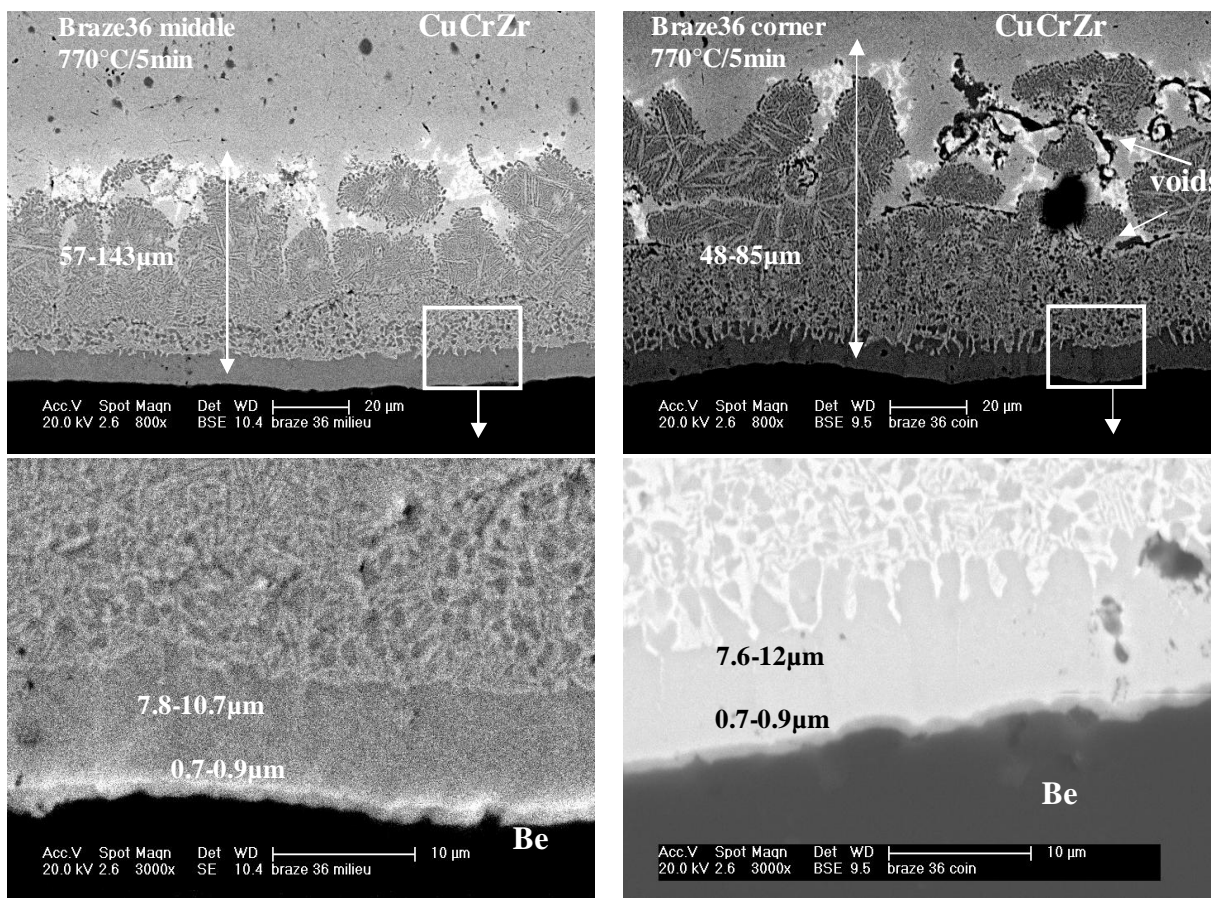 Braze36 middle
770°C/5min
CuCrZr
57-143µm
Acc.V Spot Magn Det WD 20 µm
20.0 kV 2.6 800x BSE 10.4 braze 36 milieu
Braze36 corner
770°C/5min
CuCrZr
voids
48-85µm
Acc.V Spot Magn Det WD 20 µm
20.0 kV 2.6 800x BSE 9.5 braze 36 coin
7.8-10.7µm
0.7-0.9µm
Be
Acc.V Spot Magn Det WD 10 µm
20.0 kV 2.6 3000x SE 10.4 braze 36 milieu
7.6-12µm
0.7-0.9µm
Be
Acc.V Spot Magn Det WD 10 µm
20.0 kV 2.6 3000x BSE 9.5 braze 36 coin